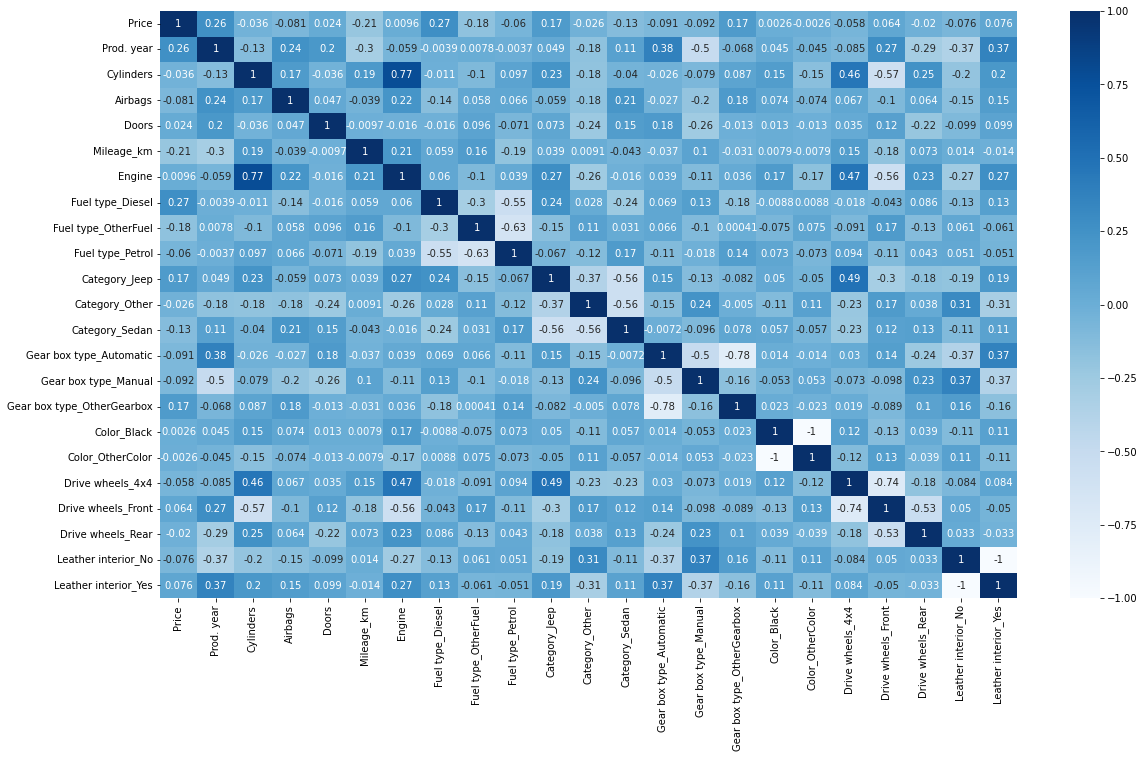 Price 1 0.26 -0.036 -0.081 0.024 -0.21 0.0096 0.27 -0.18 -0.06 0.17 -0.026 -0.13 -0.091 -0.092 0.17 0.0026 -0.0026 -0.058 0.064 -0.02 -0.076 0.076
Prod. year 0.26 1 -0.13 0.24 0.2 -0.3 -0.059 -0.0039 0.0078 -0.0037 0.049 -0.18 0.11 0.38 -0.5 -0.068 0.045 -0.045 -0.085 0.27 -0.29 -0.37 0.37
Cylinders -0.036 -0.13 1 0.17 -0.036 0.19 0.77 -0.011 -0.1 0.097 0.23 -0.18 -0.04 -0.026 -0.079 0.087 0.15 -0.15 0.46 -0.57 0.25 -0.2 0.2
Airbags -0.081 0.24 0.17 1 0.047 -0.039 0.22 -0.14 0.058 0.066 -0.059 -0.18 0.21 -0.027 -0.2 0.18 0.074 -0.074 0.067 -0.1 0.064 -0.15 0.15
Doors 0.024 0.2 -0.036 0.047 1 -0.0097 -0.016 -0.016 0.096 -0.071 0.073 -0.24 0.15 0.18 -0.26 -0.013 0.013 -0.013 0.035 0.12 -0.22 -0.099 0.099
Mileage_km -0.21 -0.3 0.19 -0.039 -0.0097 1 0.21 0.059 0.16 -0.19 0.039 0.0091 -0.043 -0.037 0.1 -0.031 0.0079 -0.0079 0.15 -0.18 0.073 0.014 -0.014
Engine 0.0096 -0.059 0.77 0.22 -0.016 0.21 1 0.06 -0.1 0.039 0.27 -0.26 -0.016 0.039 -0.11 0.036 0.17 -0.17 0.47 -0.56 0.23 -0.27 0.27
Fuel type_Diesel 0.27 -0.0039 -0.011 -0.14 -0.016 0.059 0.06 1 -0.3 -0.55 0.24 0.028 -0.24 0.069 0.13 -0.18 -0.0088 0.0088 -0.018 -0.043 0.086 -0.13 0.13
Fuel type_OtherFuel -0.18 0.0078 -0.1 0.058 0.096 0.16 -0.1 -0.3 1 -0.63 -0.15 0.11 0.031 0.066 -0.1 0.00041 -0.075 0.075 -0.091 0.17 -0.13 0.061 -0.061
Fuel type_Petrol -0.06 -0.0037 0.097 0.066 -0.071 -0.19 0.039 -0.55 -0.63 1 -0.067 -0.12 0.17 -0.11 -0.018 0.14 0.073 -0.073 0.094 -0.11 0.043 0.051 -0.051
Category_Jeep 0.17 0.049 0.23 -0.059 0.073 0.039 0.27 0.24 -0.15 -0.067 1 -0.37 -0.56 0.15 -0.13 -0.082 0.05 -0.05 0.49 -0.3 -0.18 -0.19 0.19
Category_Other -0.026 -0.18 -0.18 -0.18 -0.24 0.0091 -0.26 0.028 0.11 -0.12 -0.37 1 -0.56 -0.15 0.24 -0.005 -0.11 0.11 -0.23 0.17 0.038 0.31 -0.31
Category_Sedan -0.13 0.11 -0.04 0.21 0.15 -0.043 -0.016 -0.24 0.031 0.17 -0.56 -0.56 1 -0.0072 -0.096 0.078 0.057 -0.057 -0.23 0.12 0.13 -0.11 0.11
Gear box type_Automatic -0.091 0.38 -0.026 -0.027 0.18 -0.037 0.039 0.069 0.066 -0.11 0.15 -0.15 -0.0072 1 -0.5 -0.78 0.014 -0.014 0.03 0.14 -0.24 -0.37 0.37
Gear box type_Manual -0.092 -0.5 -0.079 -0.2 -0.26 0.1 -0.11 0.13 -0.1 -0.018 -0.13 0.24 -0.096 -0.5 1 -0.16 -0.053 0.053 -0.073 -0.098 0.23 0.37 -0.37
Gear box type_OtherGearbox 0.17 -0.068 0.087 0.18 -0.013 -0.031 0.036 -0.18 0.00041 0.14 -0.082 -0.005 0.078 -0.78 -0.16 1 0.023 -0.023 0.019 -0.089 0.1 0.16 -0.16
Color_Black 0.0026 0.045 0.15 0.074 0.013 0.0079 0.17 -0.0088 -0.075 0.073 0.05 -0.11 0.057 0.014 -0.053 0.023 1 -1 0.12 -0.13 0.039 -0.11 0.11
Color_OtherColor -0.0026 -0.045 -0.15 -0.074 -0.013 -0.0079 -0.17 0.0088 0.075 -0.073 -0.05 0.11 -0.057 -0.014 0.053 -0.023 -1 1 -0.12 0.13 -0.039 0.11 -0.11
Drive wheels_4x4 -0.058 -0.085 0.46 0.067 0.035 0.15 0.47 -0.018 -0.091 0.094 0.49 -0.23 -0.23 0.03 -0.073 0.019 0.12 -0.12 1 -0.74 -0.18 -0.084 0.084
Drive wheels_Front 0.064 0.27 -0.57 -0.1 0.12 -0.18 -0.56 -0.043 0.17 -0.11 -0.3 0.17 0.12 0.14 -0.098 -0.089 -0.13 0.13 -0.74 1 -0.53 0.05 -0.05
Drive wheels_Rear -0.02 -0.29 0.25 0.064 -0.22 0.073 0.23 0.086 -0.13 0.043 -0.18 0.038 0.13 -0.24 0.23 0.1 0.039 -0.039 -0.18 -0.53 1 0.033 -0.033
Leather interior_No -0.076 -0.37 -0.2 -0.15 -0.099 0.014 -0.27 -0.13 0.061 0.051 -0.19 0.31 -0.11 -0.37 0.37 0.16 -0.11 0.11 -0.084 0.05 0.033 1 -1
Leather interior_Yes 0.076 0.37 0.2 0.15 0.099 -0.014 0.27 0.13 -0.061 -0.051 0.19 -0.31 0.11 0.37 -0.37 -0.16 0.11 -0.11 0.084 -0.05 -0.033 -1 1
Price
Prod. year
Cylinders
Airbags
Doors
Mileage_km
Engine
Fuel type_Diesel
Fuel type_OtherFuel
Fuel type_Petrol
Category_Jeep
Category_Other
Category_Sedan
Gear box type_Automatic
Gear box type_Manual
Gear box type_OtherGearbox
Color_Black
Color_OtherColor
Drive wheels_4x4
Drive wheels_Front
Drive wheels_Rear
Leather interior_No
Leather interior_Yes
1.00
0.75
0.50
0.25
0.00
−0.25
−0.50
−0.75
−1.00